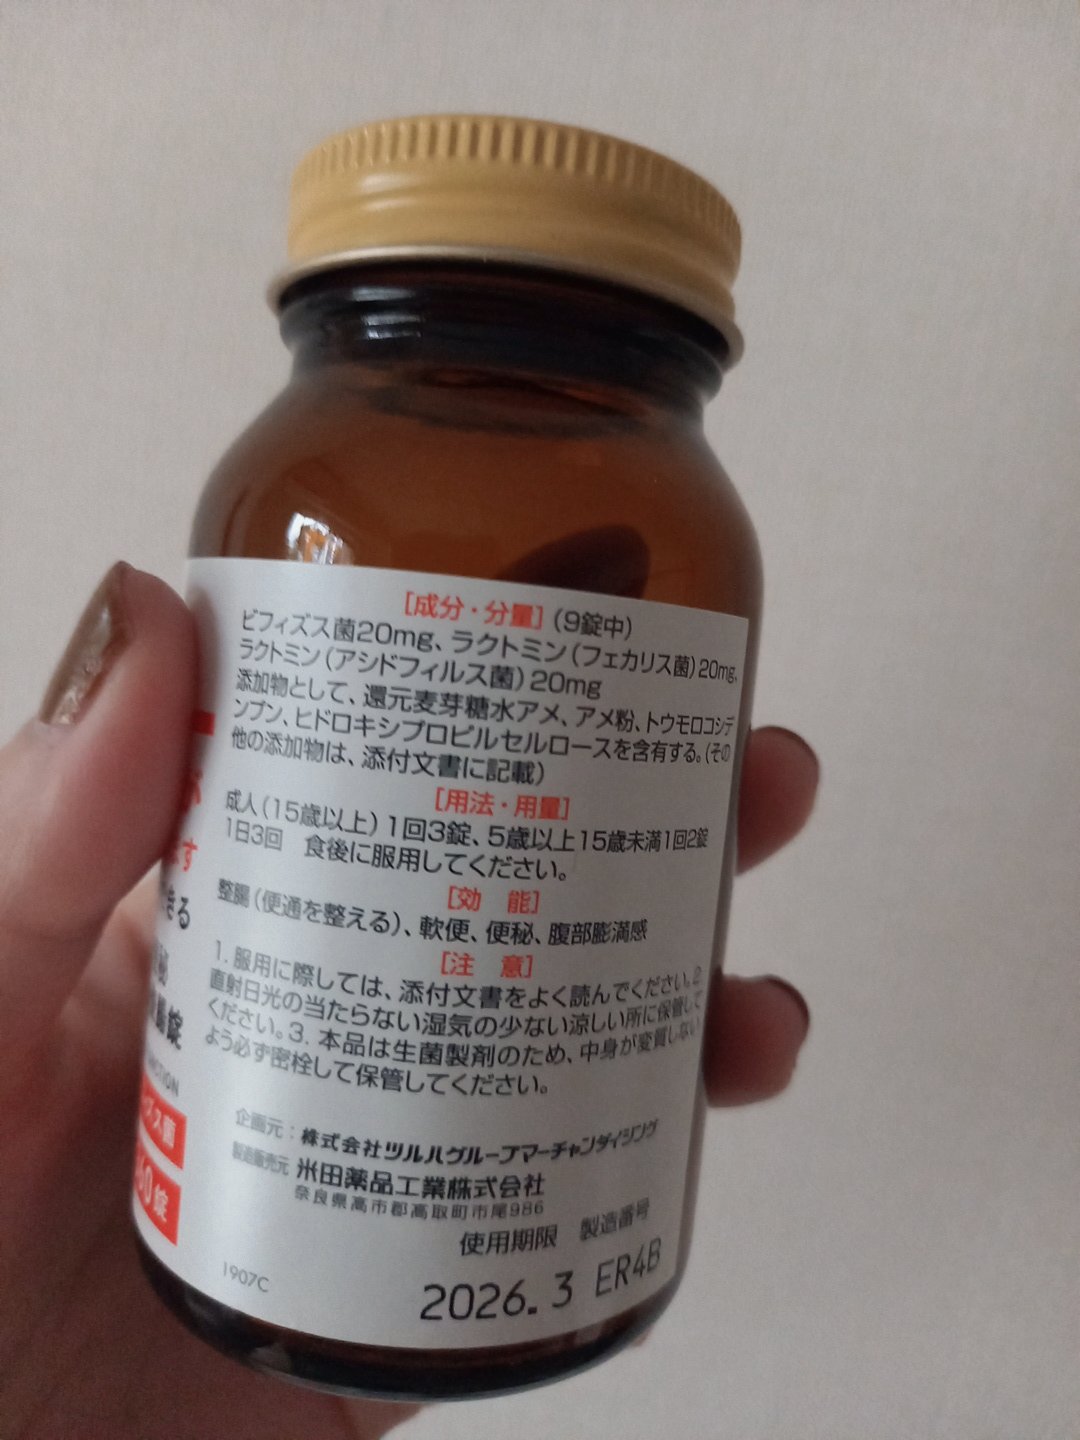 [成分・分量](9錠中)
ビフィズス菌20mg、ラクトミン(フェカリス菌)20mg、
ラクトミン(アシドフィルス菌)20mg
添加物として、還元麦芽糖水アメ、アメ粉、トウモロコシデ
ンプン、ヒドロキシプロピルセルロースを含有する。(その
他の添加物は、添付文書に記載)
[用法・用量]
成人(15歳以上)1回3錠、5歳以上15歳未満1回2錠
1日3回 食後に服用してください。
[効 能]
整腸(便通を整える)、軟便、便秘、腹部膨満感
[注 意]
1. 服用に際しては、添付文書をよく読んでください。2.
直射日光の当たらない湿気の少ない涼しい所に保管して
ください。3. 本品は生菌製剤のため、中身が変質しない
よう必ず密栓して保管してください。
企画元:株式会社ツルハグループマーチャンダイジング
製造販売元 米田薬品工業株式会社
奈良県高市郡高取町市尾986
使用期限 製造番号
2026. 3 ER4B
1907C
す
きる
錠
ズス菌
60錠